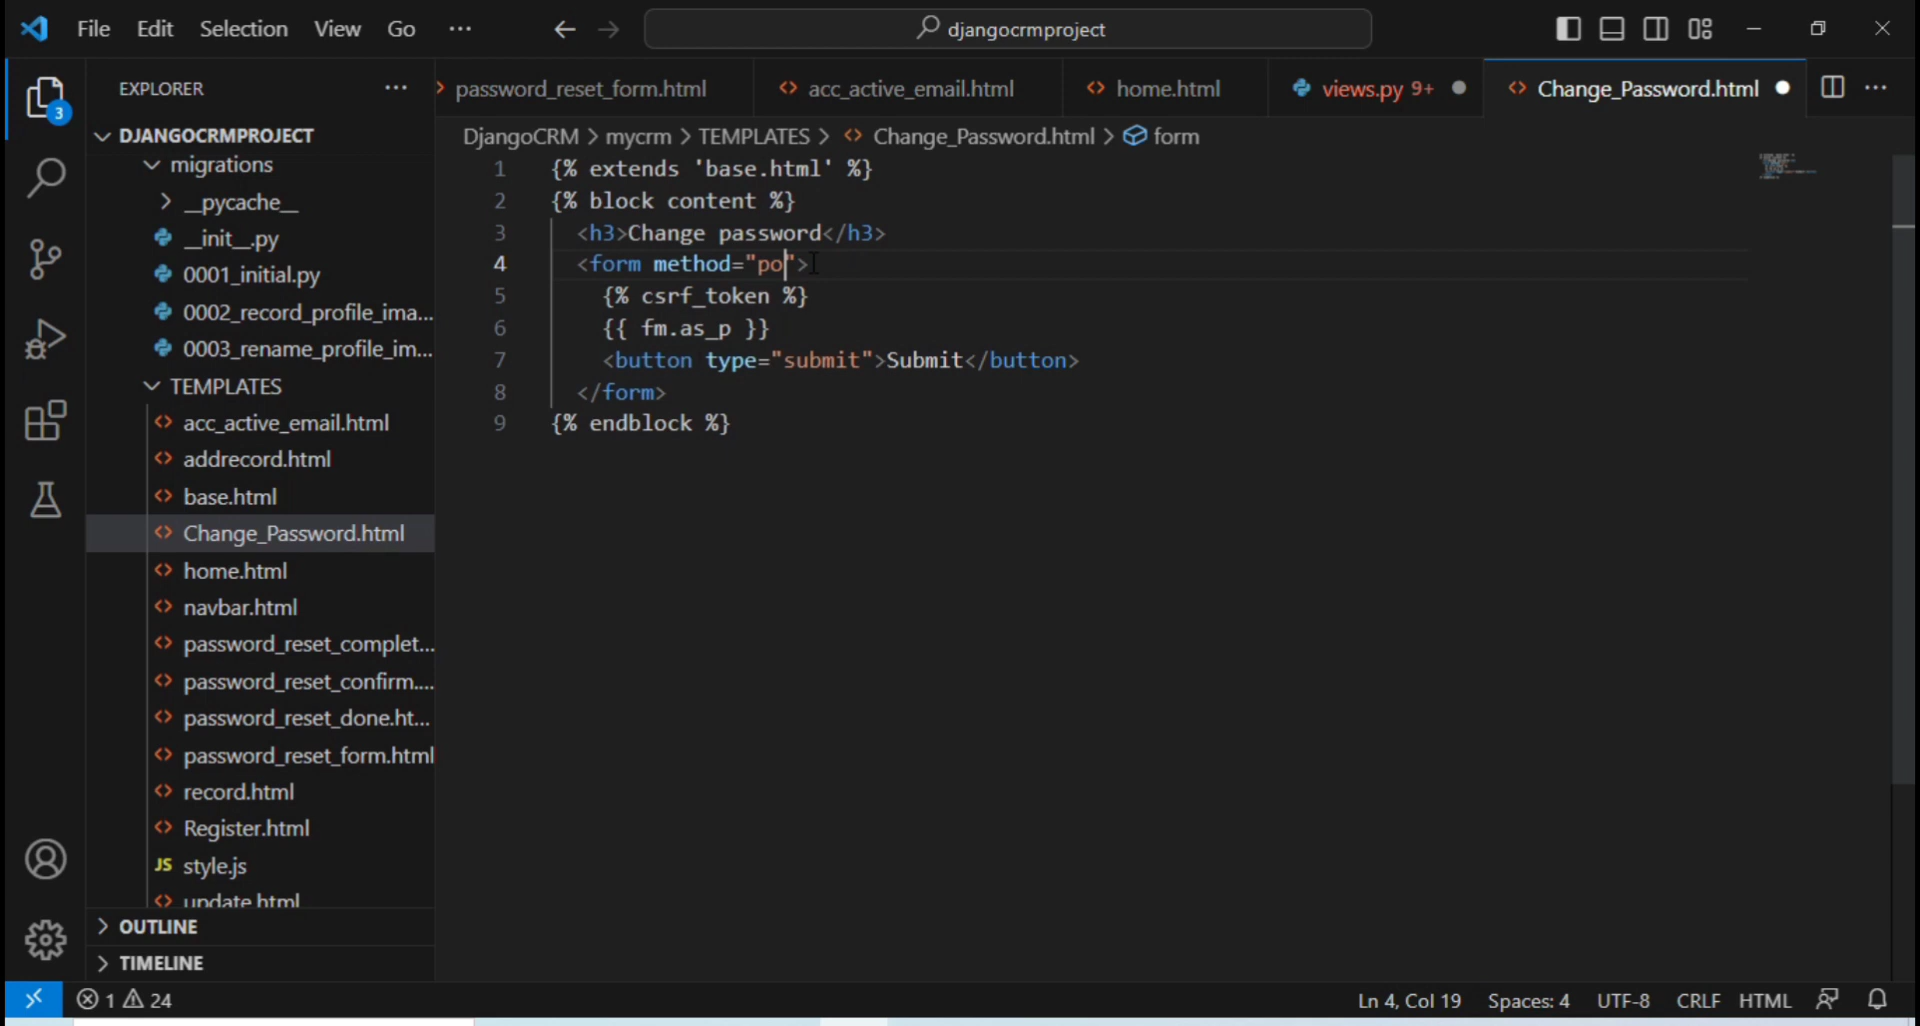 File Edit Selection View Go ··· djangocrmproject
EXPLORER ···
password_reset_form.html acc_active_email.html home.html views.py 9+ Change_Password.html ···
DJANGOCRMPROJECT
DjangoCRM > mycrm > TEMPLATES > Change_Password.html > form
migrations
__pycache__
__init__.py
0001_initial.py
0002_record_profile_ima...
0003_rename_profile_im...
TEMPLATES
acc_active_email.html
addrecord.html
base.html
Change_Password.html
home.html
navbar.html
password_reset_complet...
password_reset_confirm....
password_reset_done.ht...
password_reset_form.html
record.html
Register.html
JS style.js
update.html
OUTLINE
TIMELINE
3
1 {% extends 'base.html' %}
2 {% block content %}
3 <h3>Change password</h3>
4 <form method="po">
5 {% csrf_token %}
6 {{ fm.as_p }}
7 <button type="submit">Submit</button>
8 </form>
9 {% endblock %}
1 24 Ln 4, Col 19 Spaces: 4 UTF-8 CRLF HTML